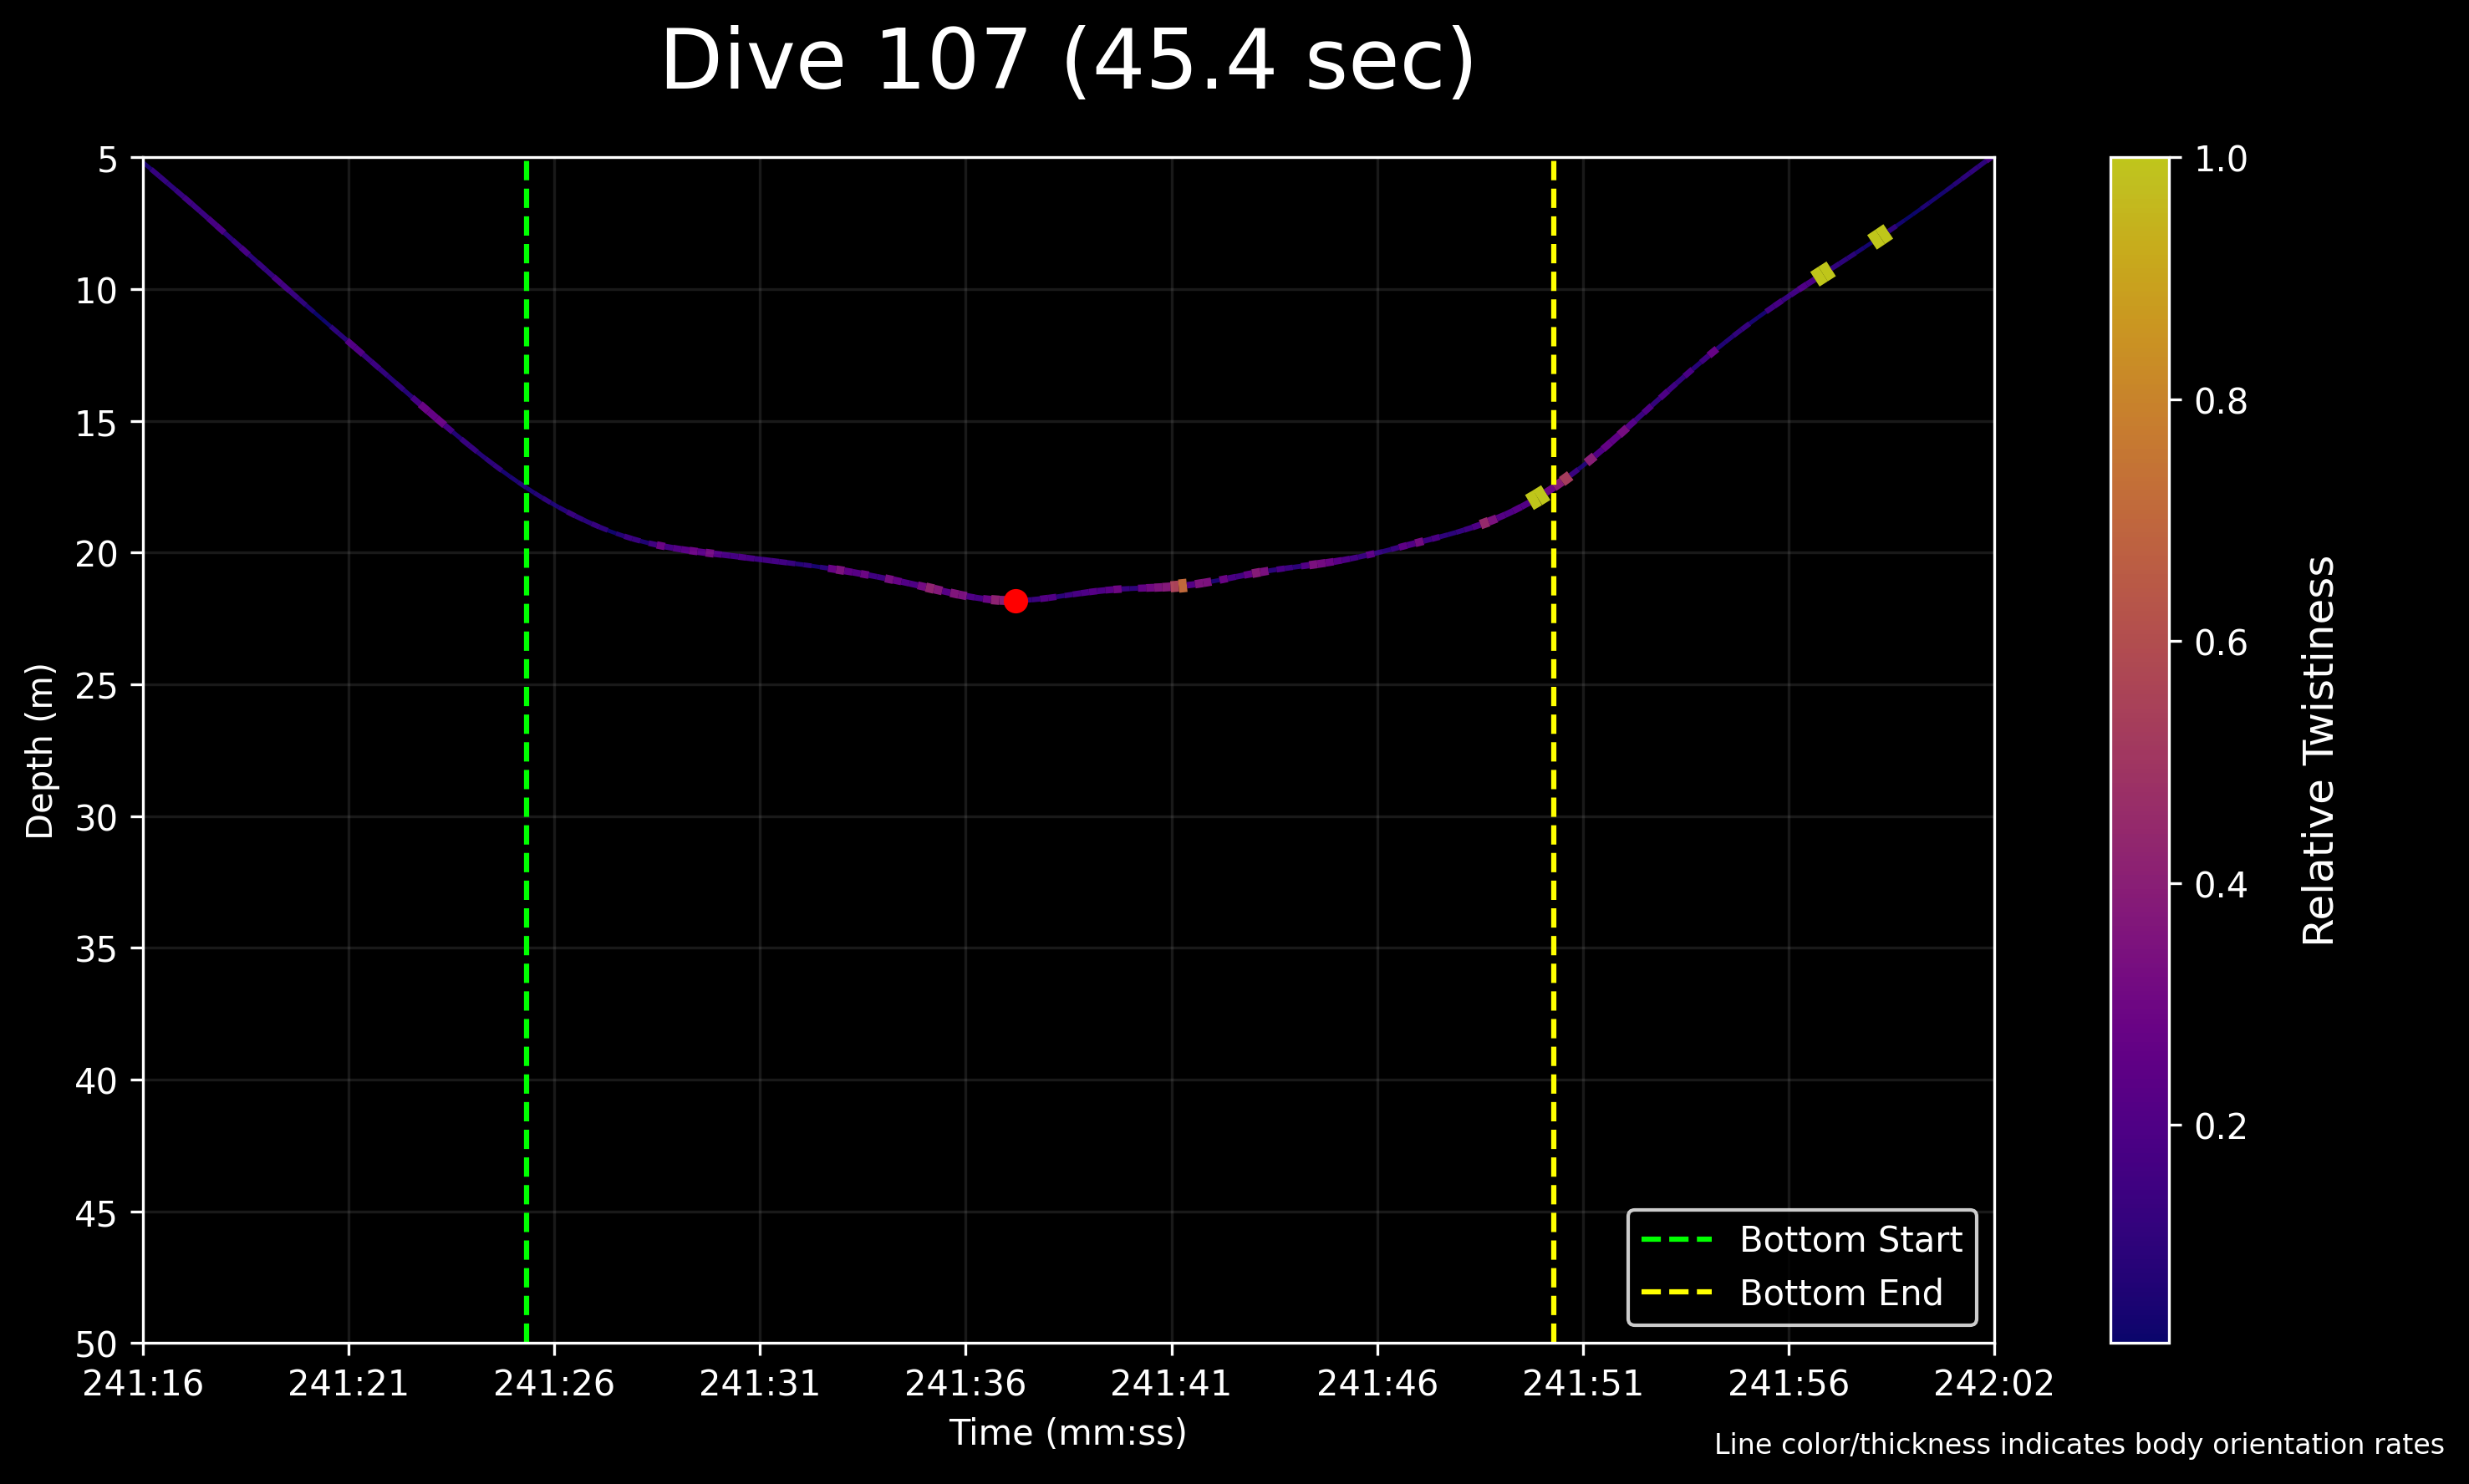 Dive 107 (45.4 sec)
5
10
15
20
25
30
35
40
45
50
Depth (m)
241:16 241:21 241:26 241:31 241:36 241:41 241:46 241:51 241:56 242:02
Time (mm:ss)
Bottom Start
Bottom End
1.0
0.8
0.6
0.4
0.2
Relative Twistiness
Line color/thickness indicates body orientation rates